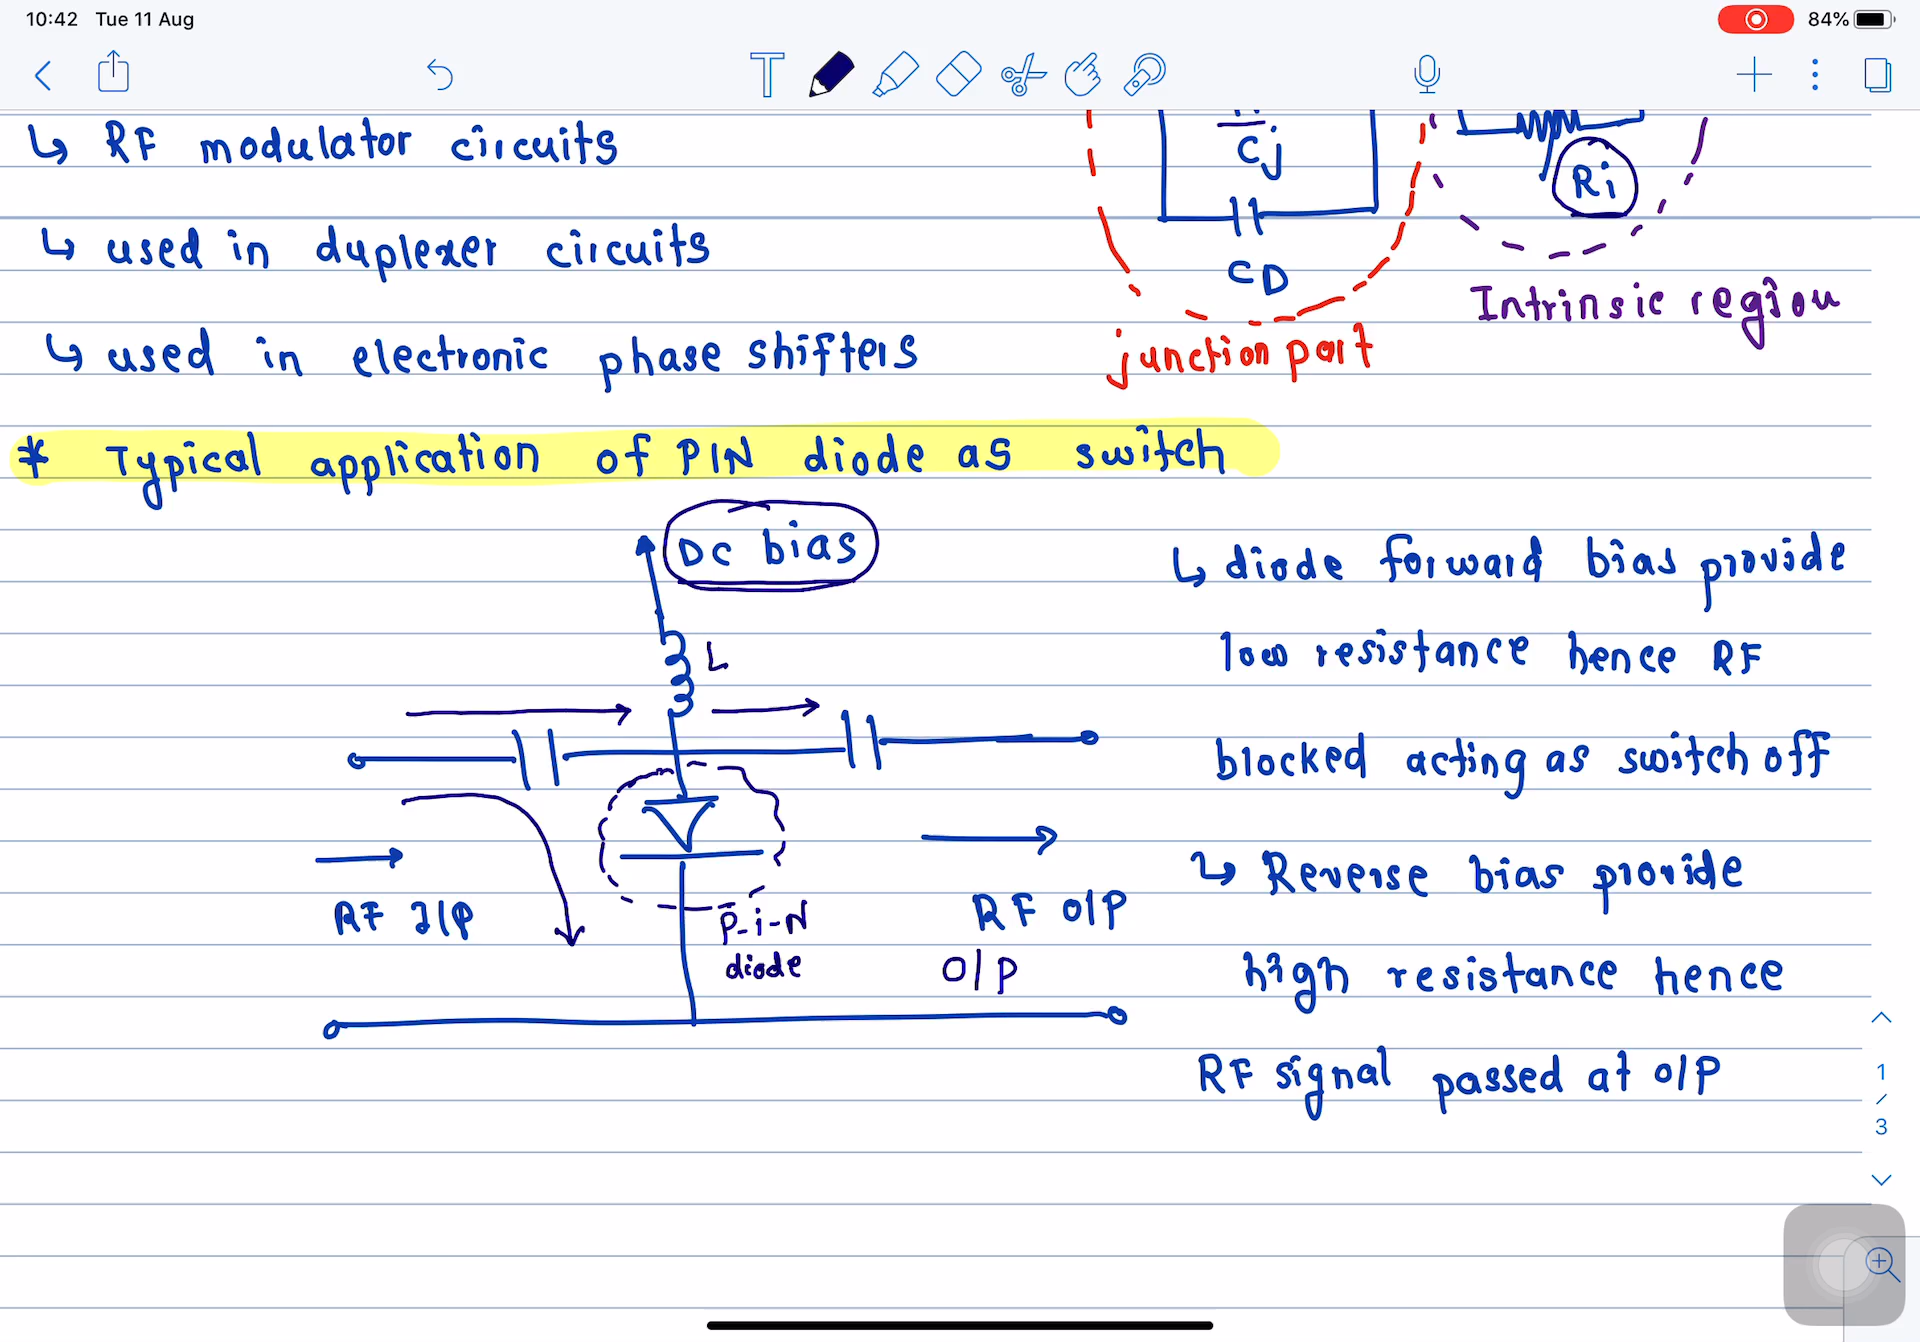 10:42 Tue 11 Aug
84%
T
↳ RF modulator circuits
Cj
Ri
↳ used in duplexer circuits
CD
Intrinsic region
↳ used in electronic phase shifters
junction part
* Typical application of PIN diode as switch
DC bias
L
↳ diode forward bias provide
low resistance hence RF
blocked acting as switch off
↳ Reverse bias provide
high resistance hence
RF signal passed at O/P
RF I/P
P-i-N
diode
RF O/P
O/P
1
/
3